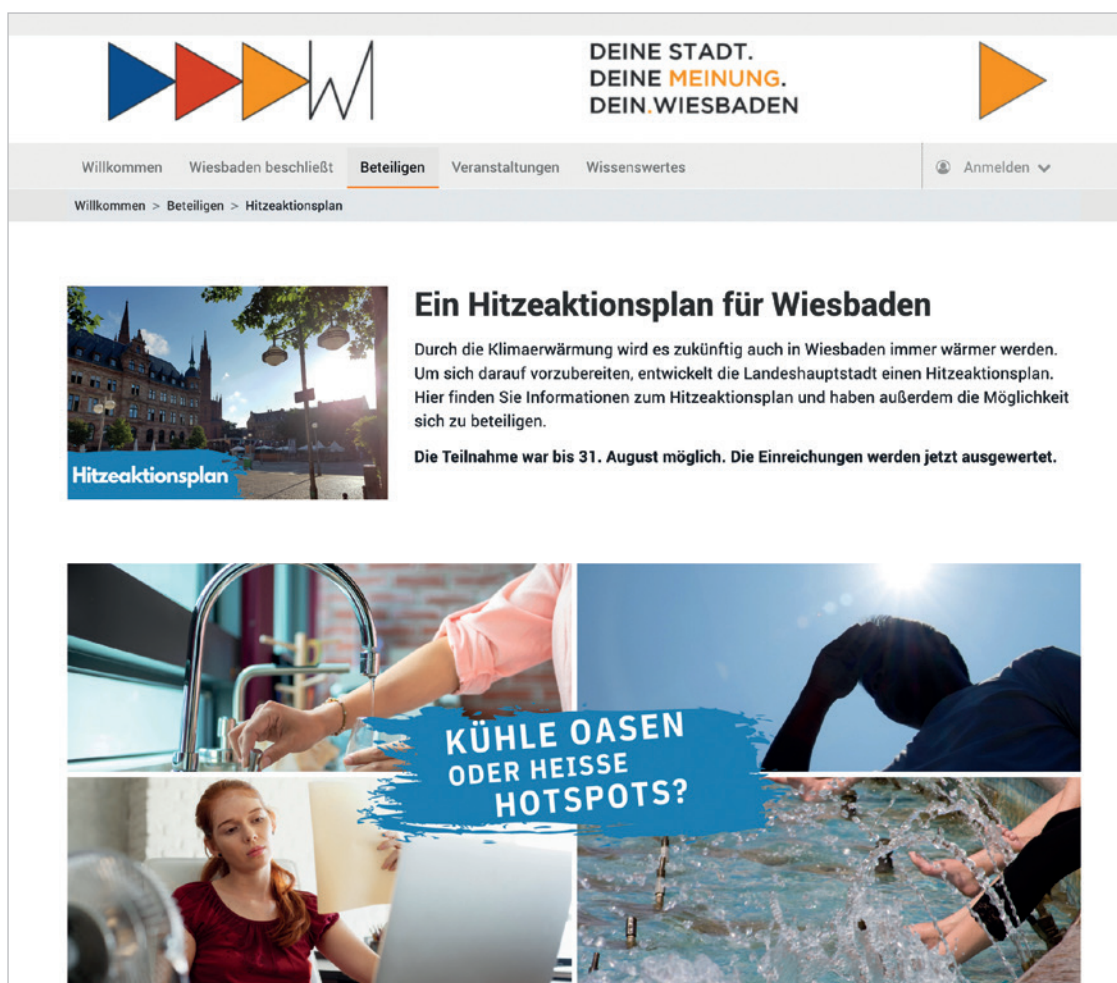 DEINE STADT.
DEINE MEINUNG.
DEIN.WIESBADEN
Willkommen Wiesbaden beschließt Beteiligen Veranstaltungen Wissenswertes Anmelden
Willkommen > Beteiligen > Hitzeaktionsplan
Hitzeaktionsplan
Ein Hitzeaktionsplan für Wiesbaden
Durch die Klimaerwärmung wird es zukünftig auch in Wiesbaden immer wärmer werden.
Um sich darauf vorzubereiten, entwickelt die Landeshauptstadt einen Hitzeaktionsplan.
Hier finden Sie Informationen zum Hitzeaktionsplan und haben außerdem die Möglichkeit
sich zu beteiligen.
Die Teilnahme war bis 31. August möglich. Die Einreichungen werden jetzt ausgewertet.
KÜHLE OASEN
ODER HEISSE
HOTSPOTS?